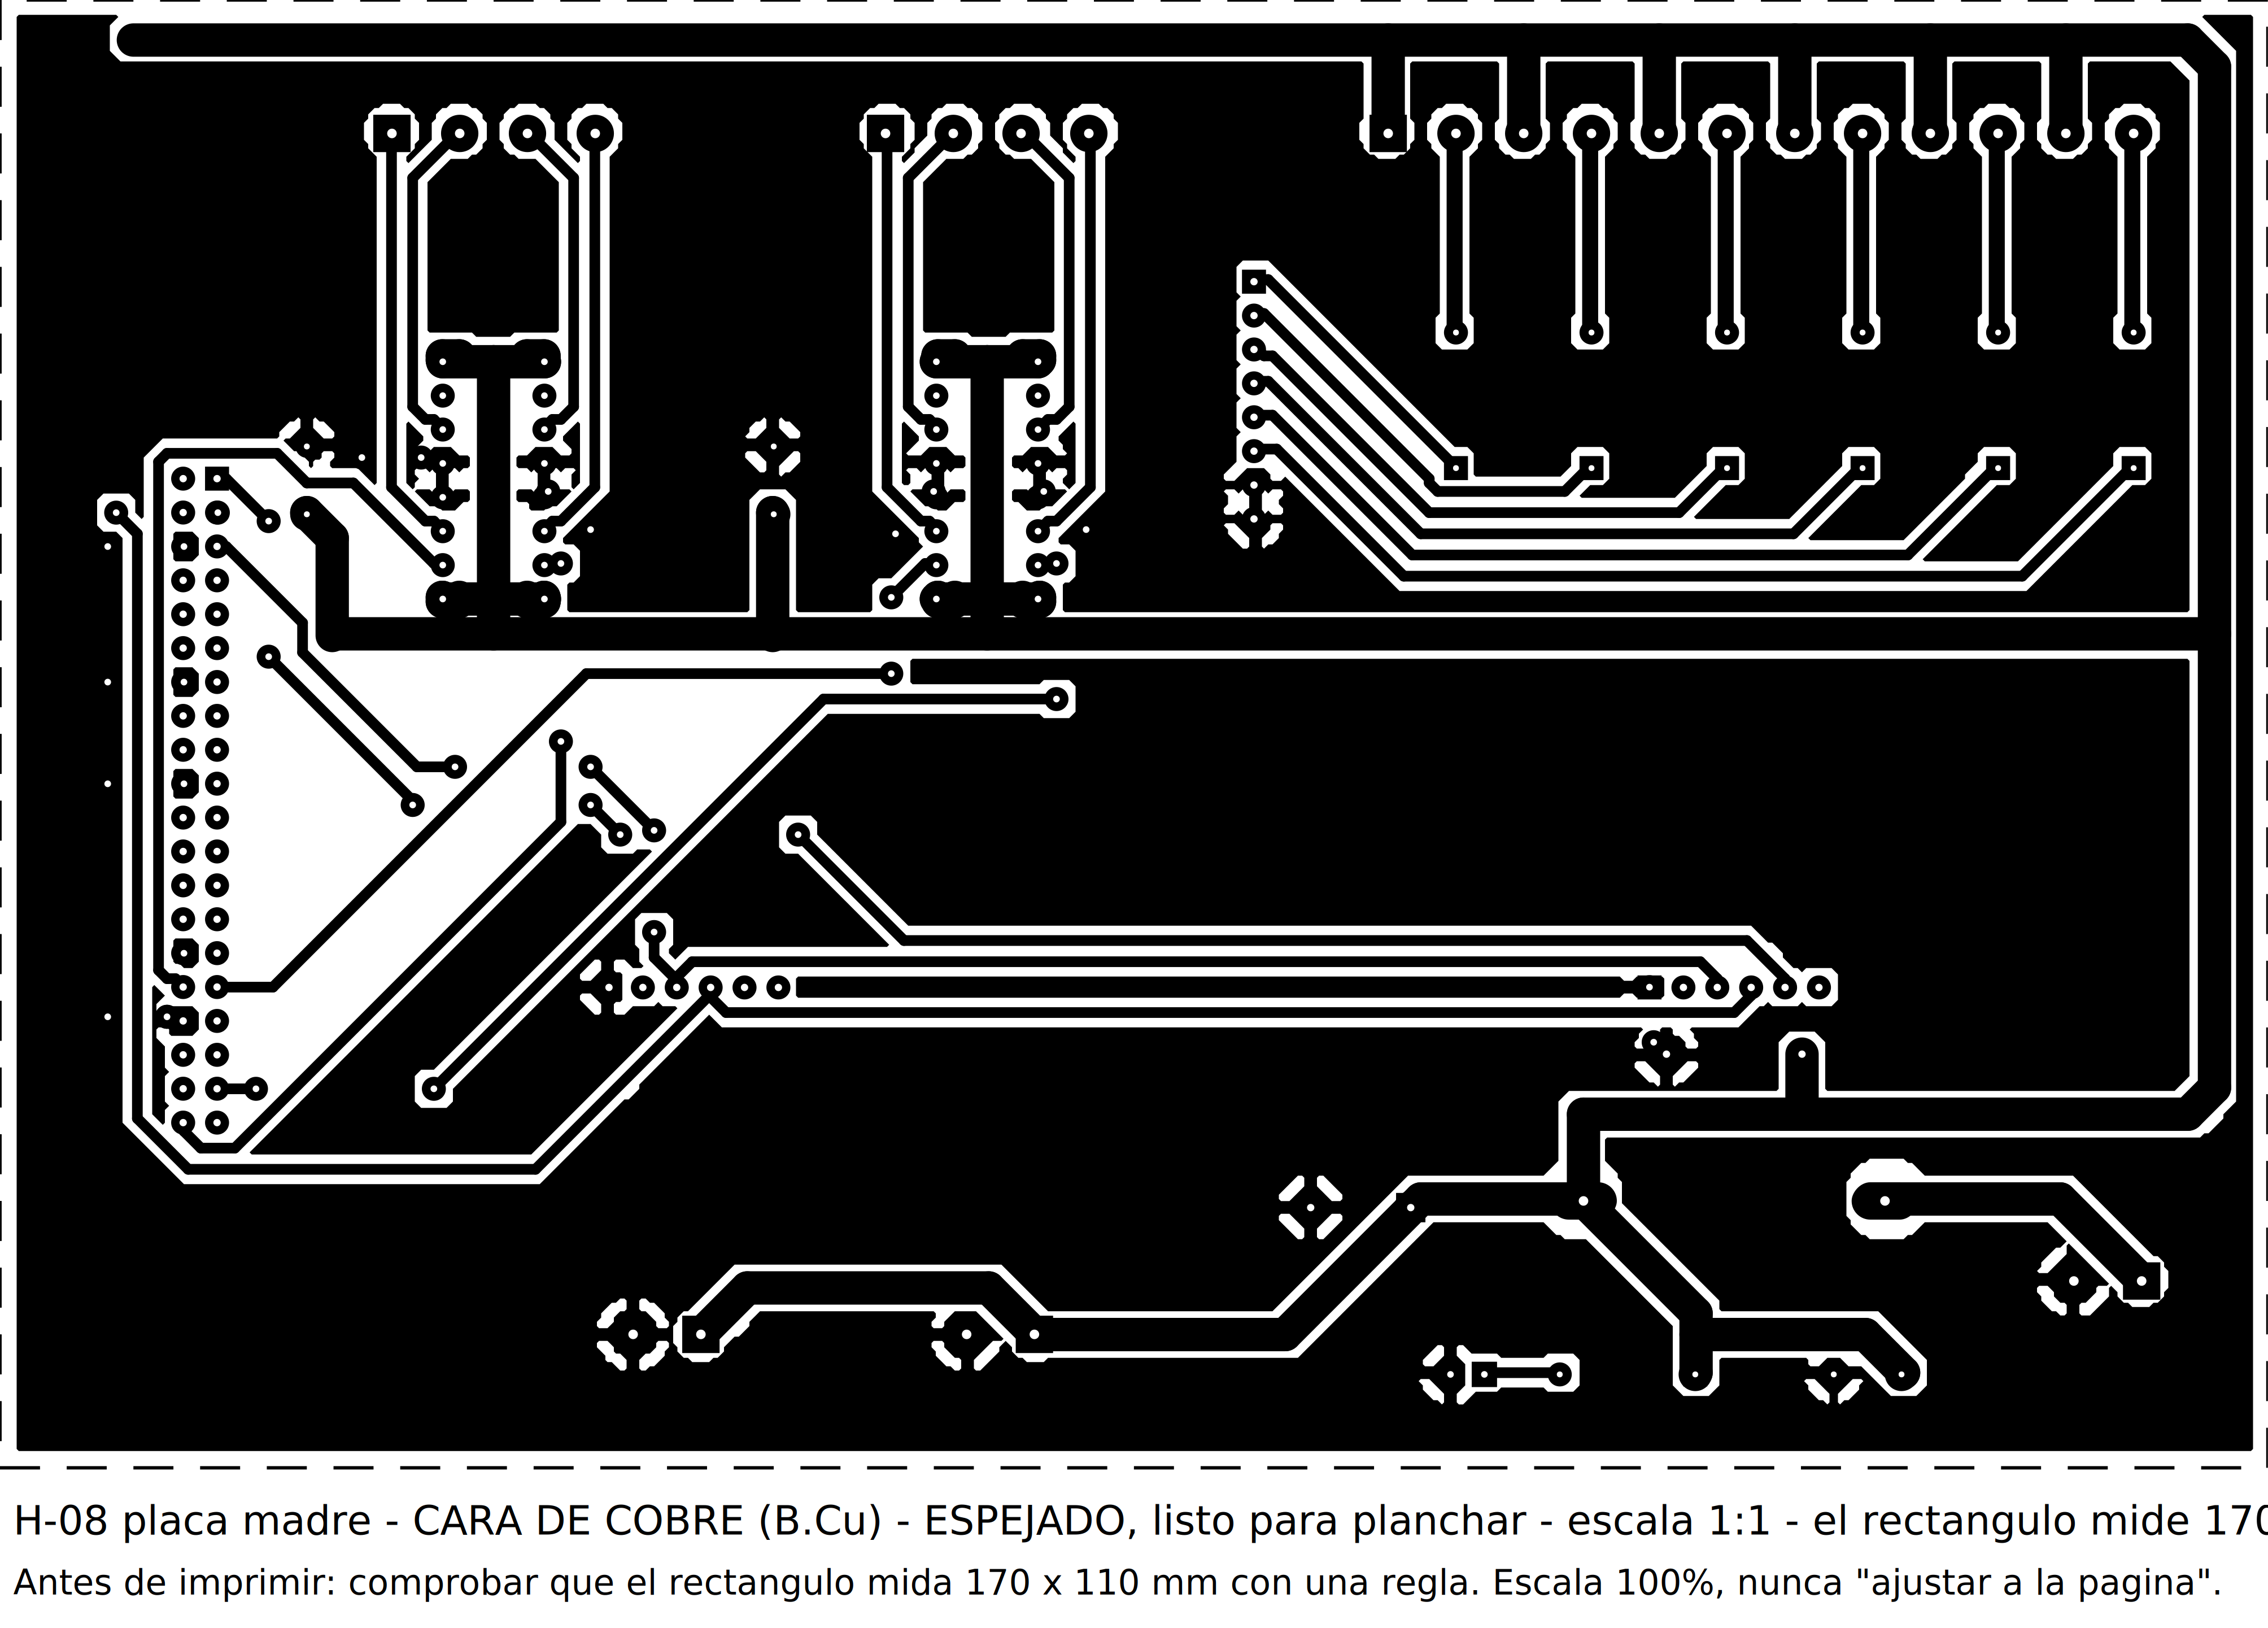 H-08 placa madre - CARA DE COBRE (B.Cu) - ESPEJADO, listo para planchar - escala 1:1 - el rectangulo mide 170
Antes de imprimir: comprobar que el rectangulo mida 170 x 110 mm con una regla. Escala 100%, nunca "ajustar a la pagina".